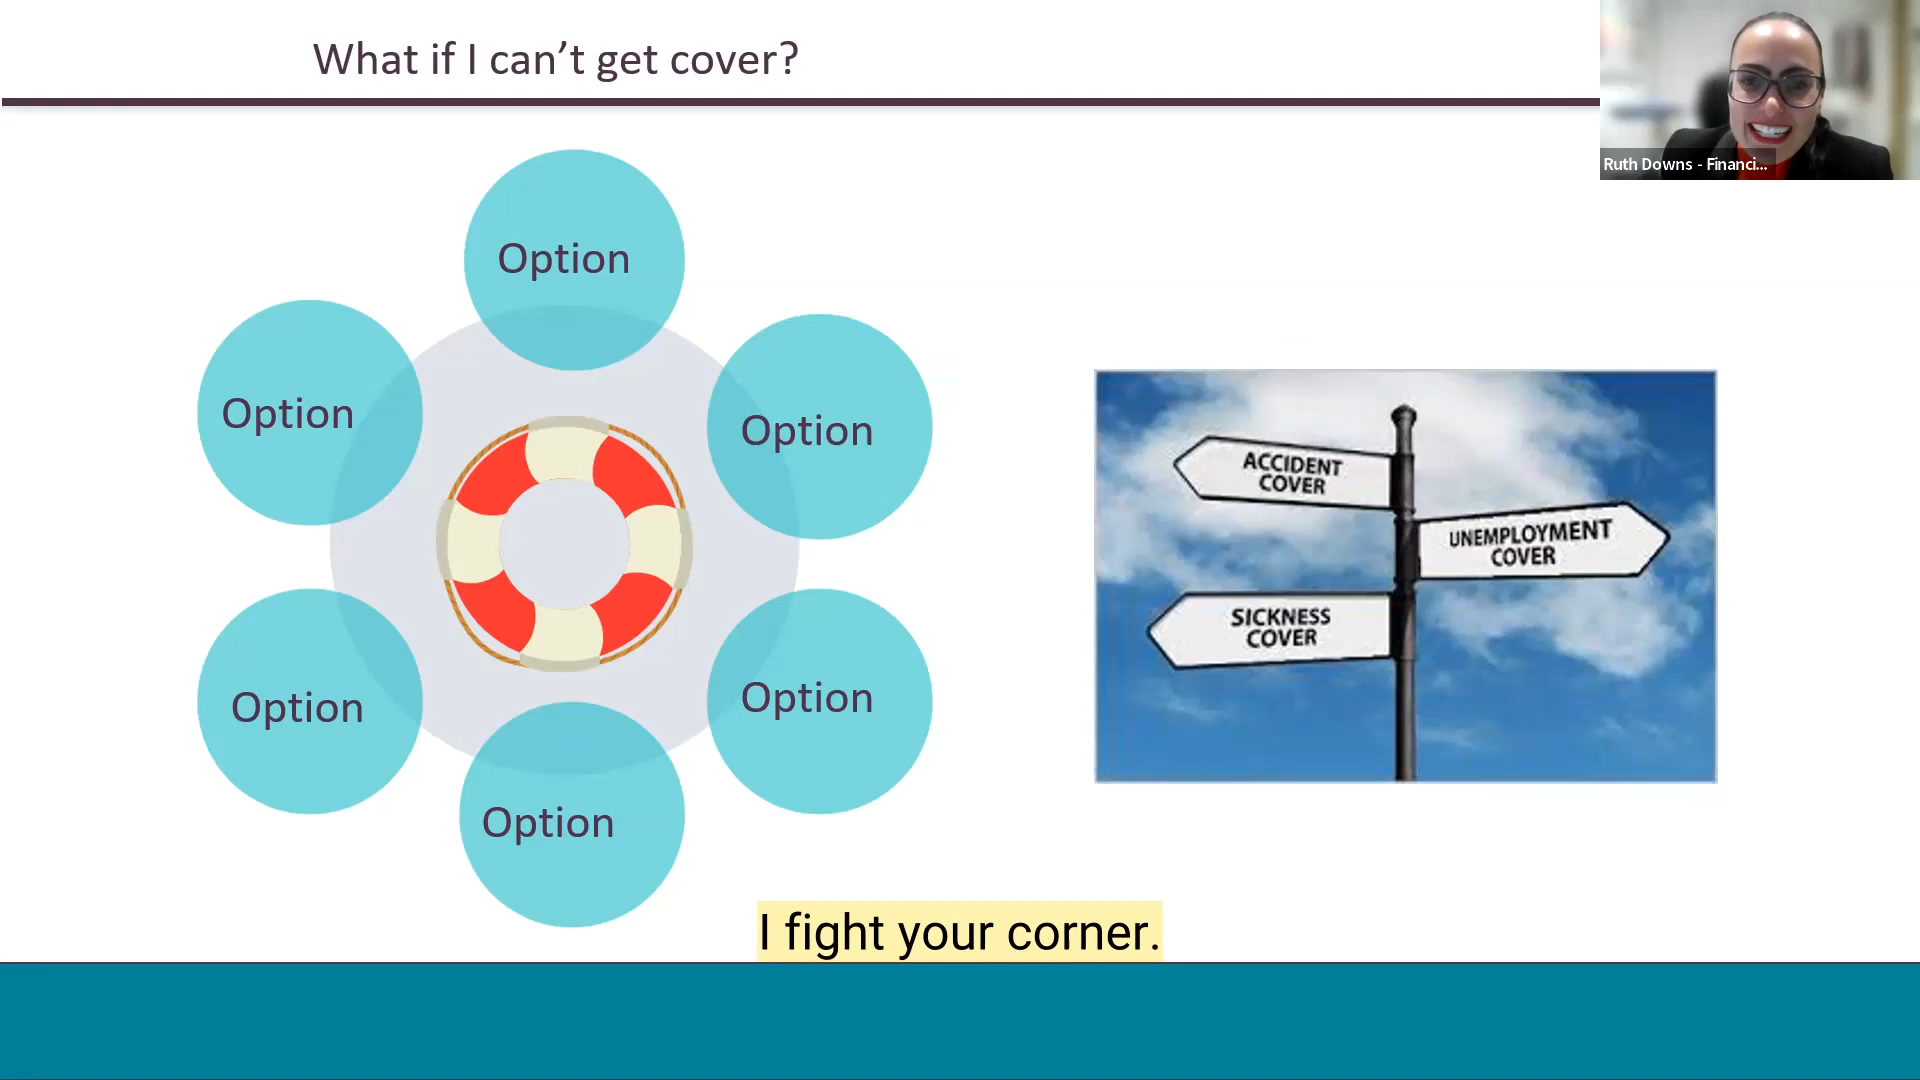 What if I can’t get cover?
Ruth Downs - Financi...
Option
Option
Option
Option
Option
Option
ACCIDENT
COVER
UNEMPLOYMENT
COVER
SICKNESS
COVER
I fight your corner.